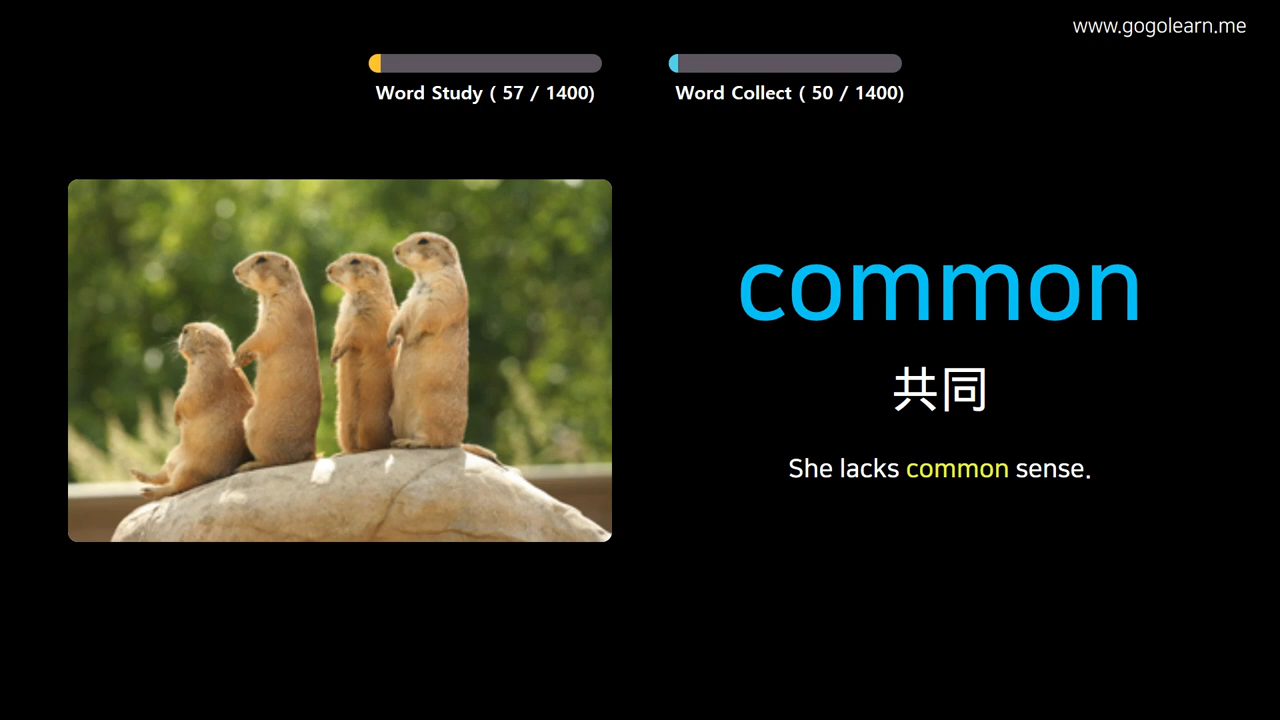 www.gogolearn.me
Word Study ( 57 / 1400)
Word Collect ( 50 / 1400)
common
共同
She lacks common sense.